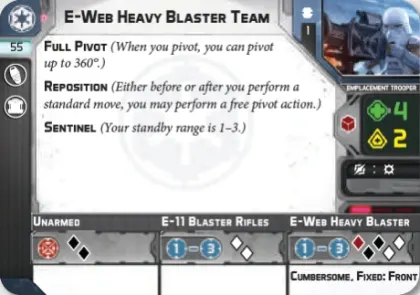 E-Web Heavy Blaster Team
1
55
Full Pivot (When you pivot, you can pivot
up to 360°.)
Reposition (Either before or after you perform a
standard move, you may perform a free pivot action.)
Sentinel (Your standby range is 1–3.)
Emplacement Trooper
4
2
:
Unarmed
E-11 Blaster Rifles
1 - 3
E-Web Heavy Blaster
1 - 3
Cumbersome, Fixed: Front